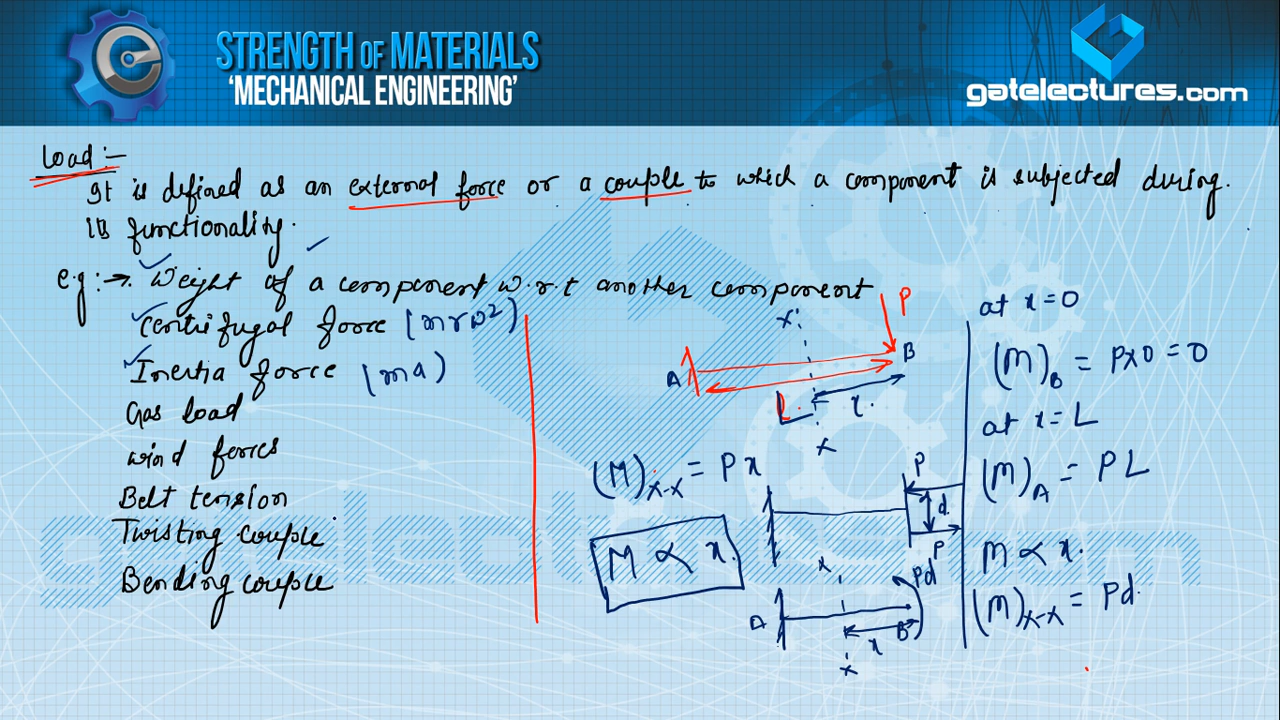 STRENGTH OF MATERIALS
'MECHANICAL ENGINEERING'
gatelectures.com
Load :-
It is defined as an external force or a couple to which a component is subjected during
its functionality.
e.g :→ Weight of a component w.r.t another component
Centrifugal force (mrω²)
Inertia force (ma)
Gas load
Wind forces
Belt tension
Twisting couple
Bending couple
P
X
A
B
L
x
X
(M)x-x = Px
M ∝ x
P
d
P
X
Pd
A
B
x
X
at x=0
(M)B = P×0 = 0
at x=L
(M)A = PL
M ∝ x.
(M)x-x = Pd.
gatelectures.com